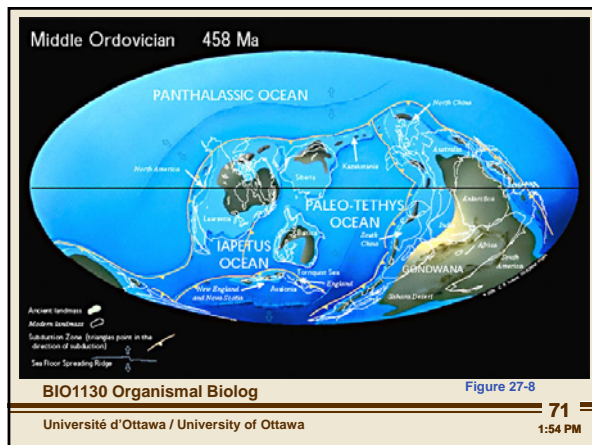 Middle Ordovician 458 Ma
PANTHALASSIC OCEAN
North China
Australia
North America
Siberia
Kazakstania
Laurentia
PALEO-TETHYS
OCEAN
Antarctica
India
South
China
Africa
South
America
IAPETUS
OCEAN
Baltica
GONDWANA
Tornquist Sea
New England
and Nova Scotia
Avalonia
England
Sahara Desert
Ancient landmass
Modern landmass
Subduction Zone (triangles point in the
direction of subduction)
Sea Floor Spreading Ridge
BIO1130 Organismal Biolog
Figure 27-8
Université d'Ottawa / University of Ottawa
71
1:54 PM